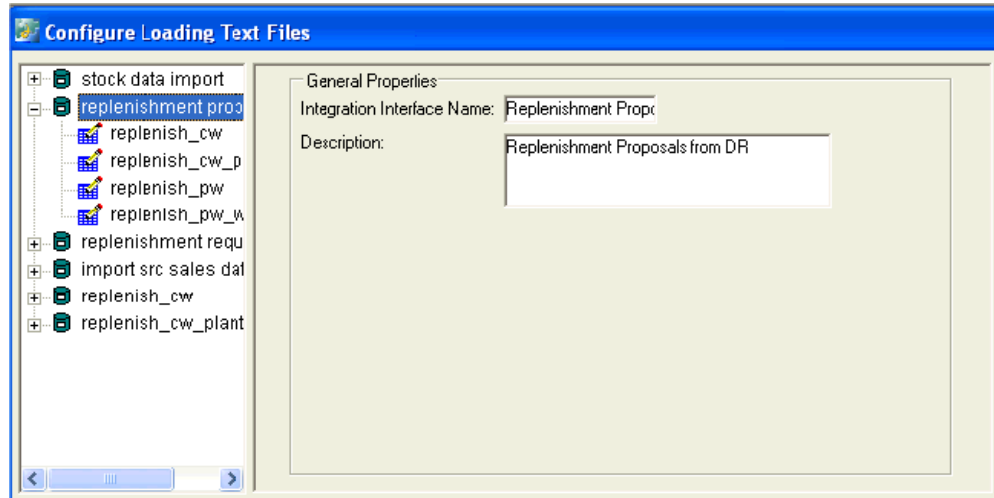 Configure Loading Text Files
stock data import
replenishment prop
replenish_cw
replenish_cw_p
replenish_pw
replenish_pw_w
replenishment requ
import src sales dat
replenish_cw
replenish_cw_plant
General Properties
Integration Interface Name: Replenishment Propo
Description: Replenishment Proposals from DR